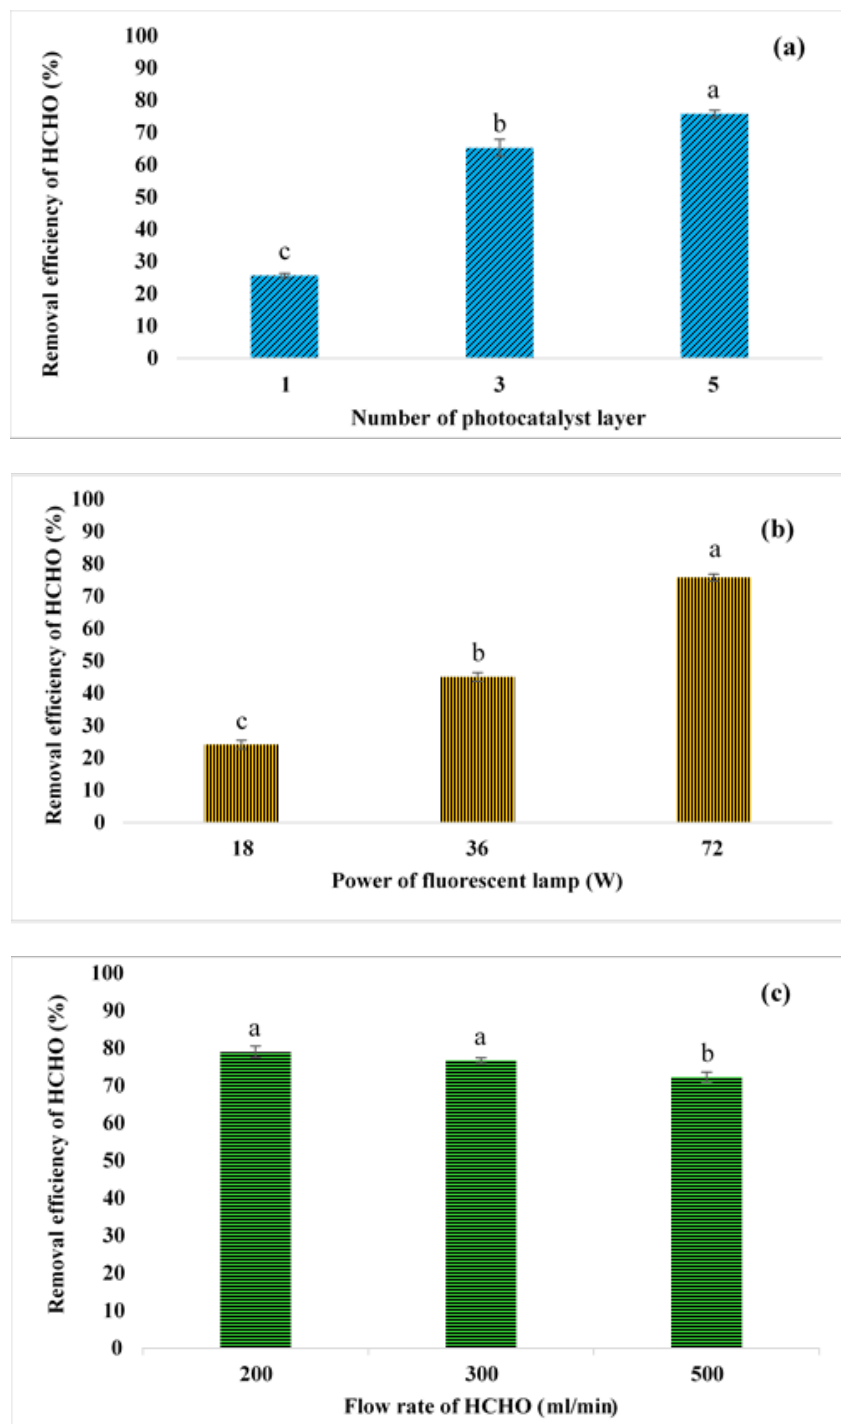 (a)
Removal efficiency of HCHO (%)
100
90
80
70
60
50
40
30
20
10
0
c
b
a
1 3 5
Number of photocatalyst layer
(b)
Removal efficiency of HCHO (%)
100
90
80
70
60
50
40
30
20
10
0
c
b
a
18 36 72
Power of fluorescent lamp (W)
(c)
Removal efficiency of HCHO (%)
100
90
80
70
60
50
40
30
20
10
0
a
a
b
200 300 500
Flow rate of HCHO (ml/min)